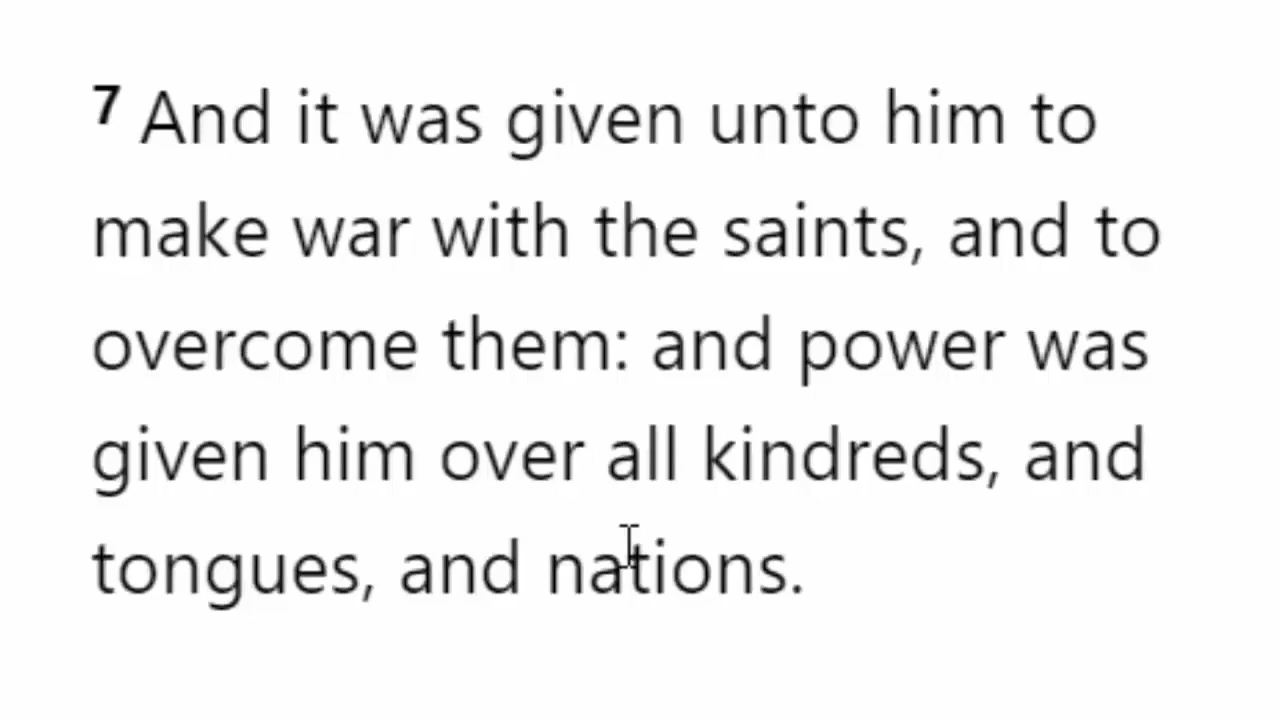 7 And it was given unto him to
make war with the saints, and to
overcome them: and power was
given him over all kindreds, and
tongues, and nations.